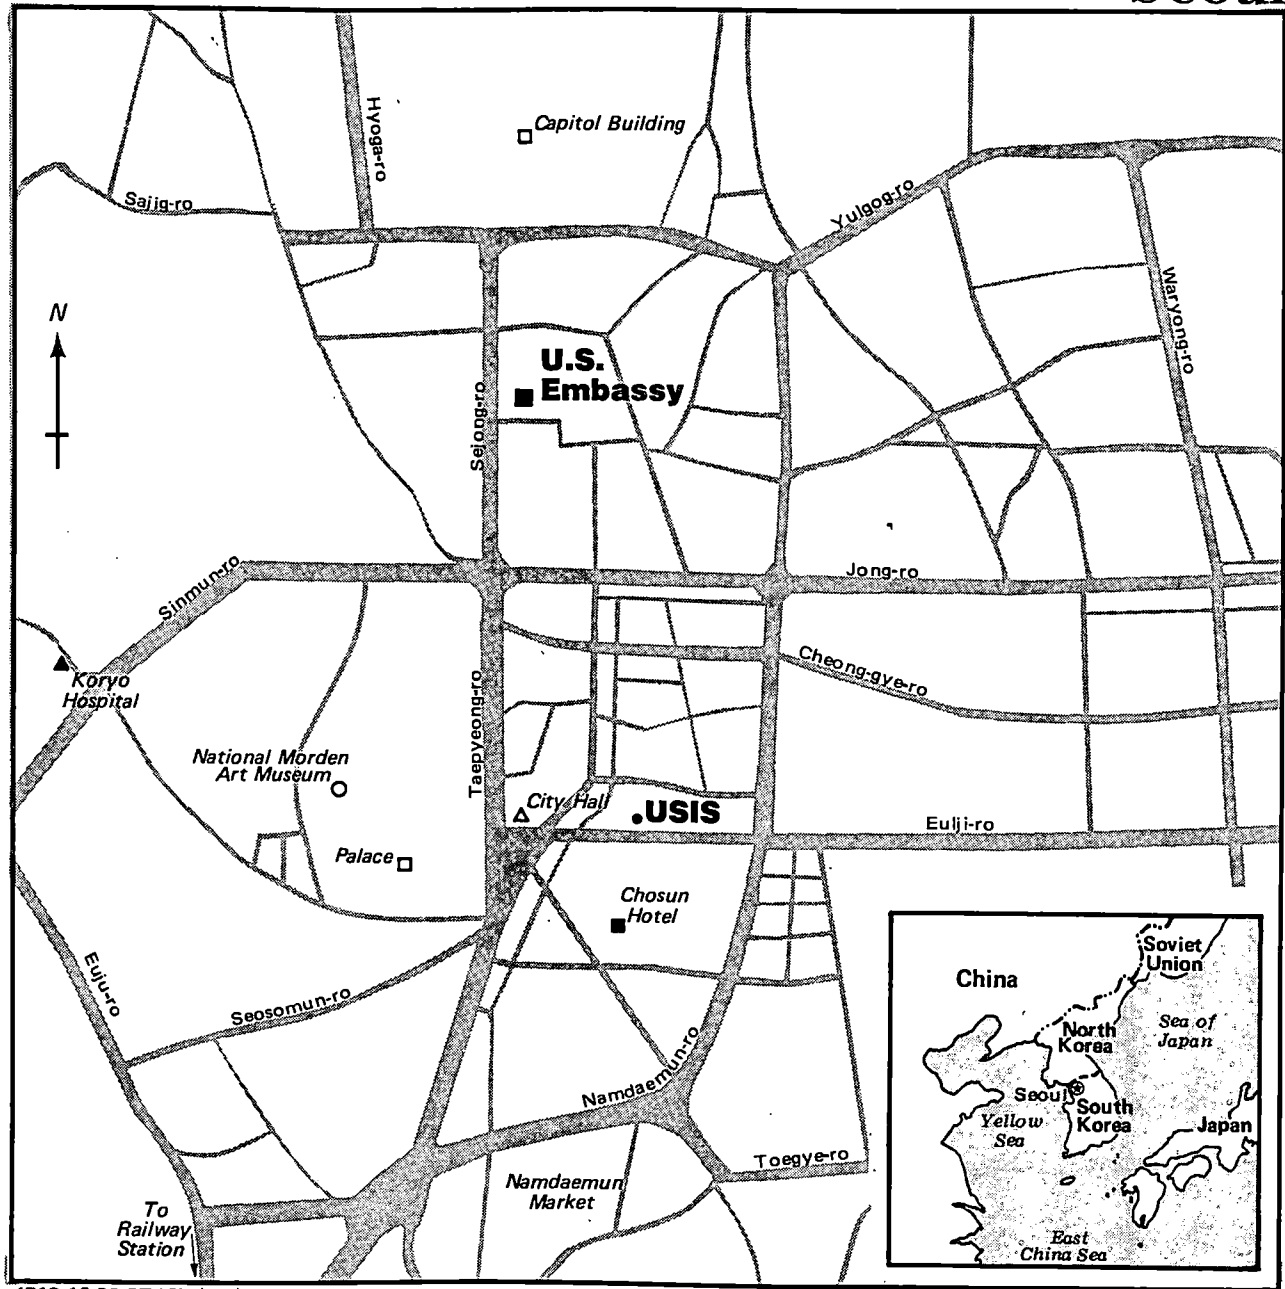 Seoul
Hyoga-ro
Capitol Building
Sajig-ro
Yulgog-ro
Waryong-ro
N
U.S.
Embassy
Sejong-ro
Sinmun-ro
Jong-ro
Koryo
Hospital
Cheong-gye-ro
Taepyeong-ro
National Morden
Art Museum
City Hall
.USIS
Eulji-ro
Palace
Chosun
Hotel
Euju-ro
Seosomun-ro
Namdaemun-ro
Toegye-ro
Namdaemun
Market
To
Railway
Station
China
Soviet
Union
North
Korea
Sea of
Japan
Seoul
South
Korea
Yellow
Sea
Japan
East
China Sea